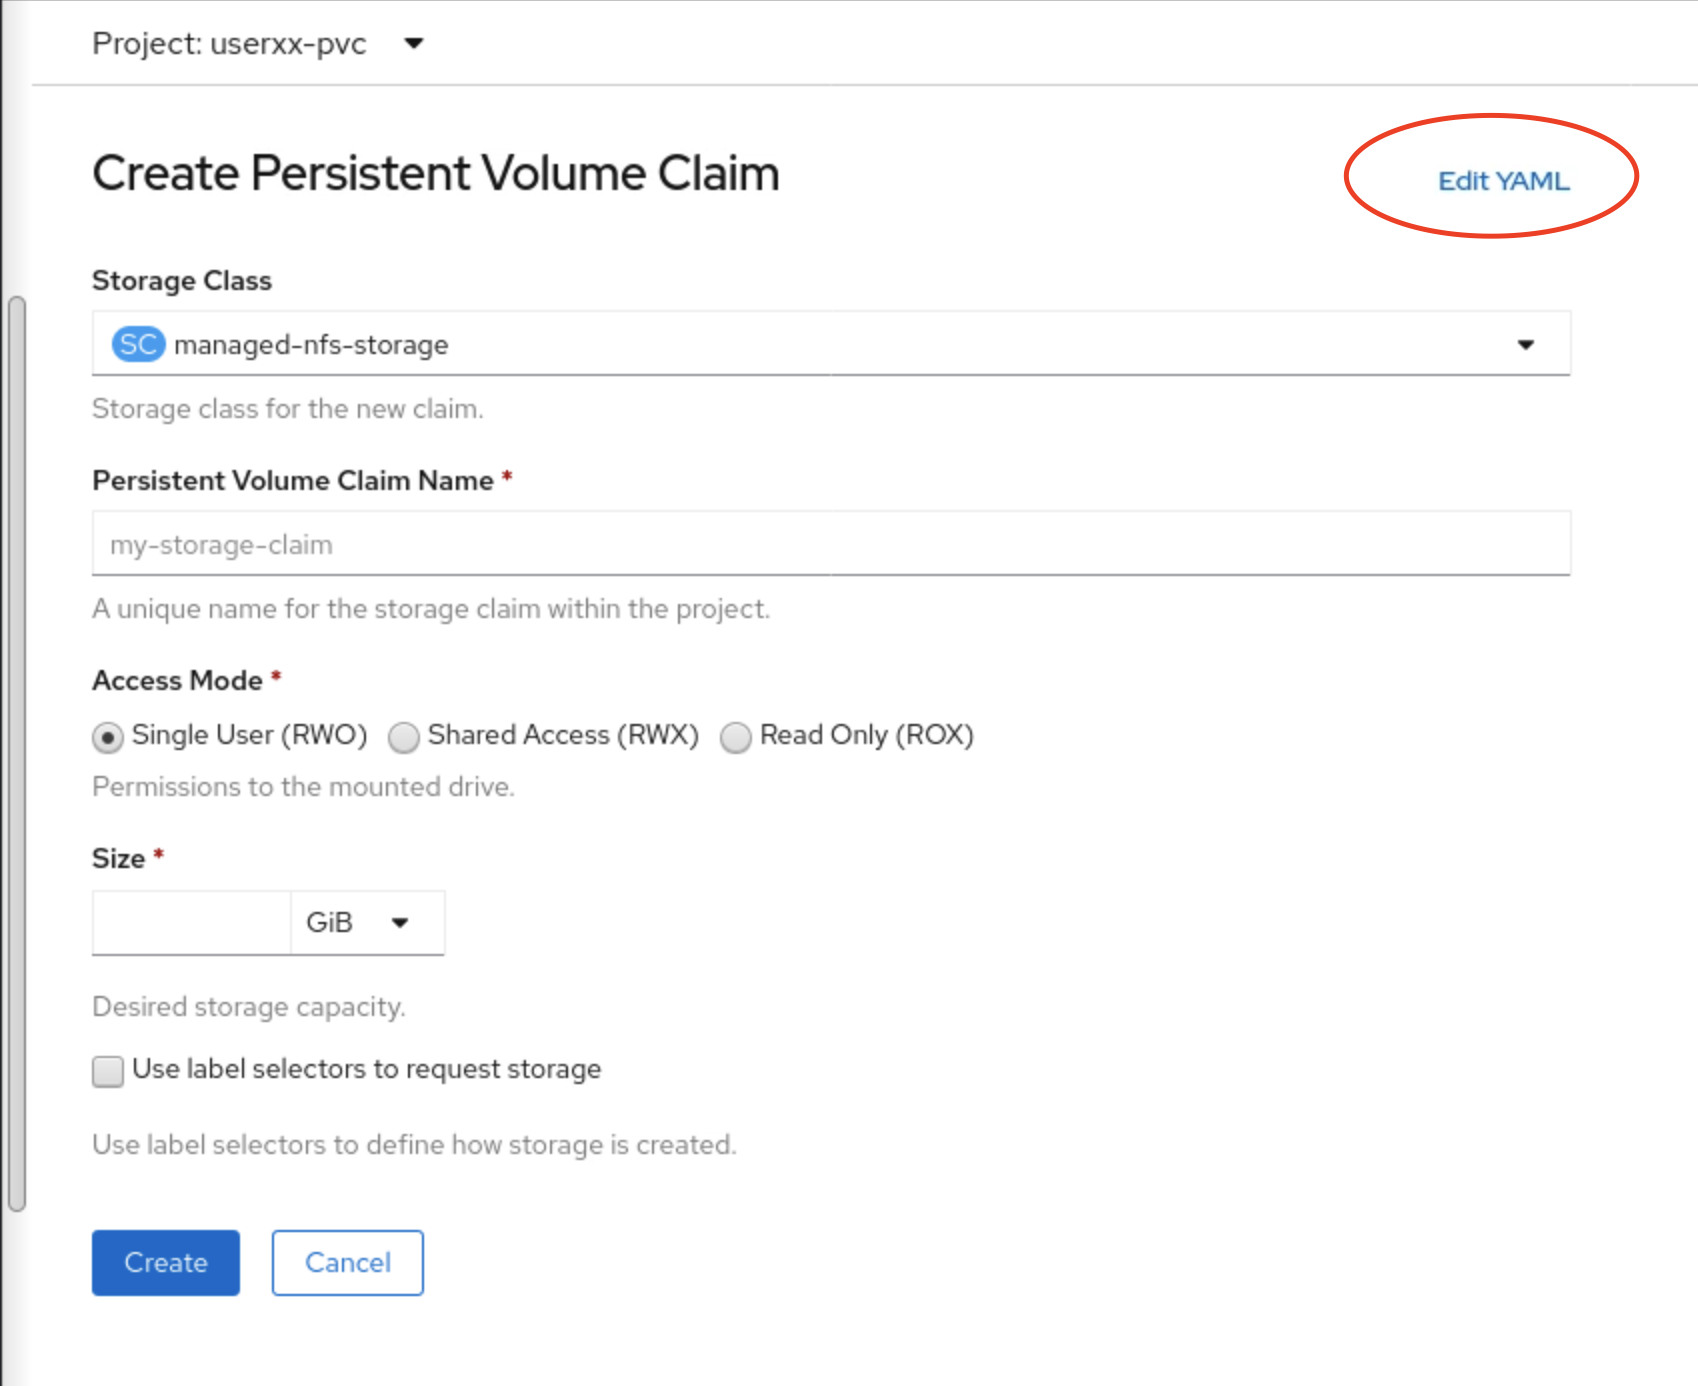 Project: userxx-pvc
Create Persistent Volume Claim
Edit YAML
Storage Class
SC managed-nfs-storage
Storage class for the new claim.
Persistent Volume Claim Name *
my-storage-claim
A unique name for the storage claim within the project.
Access Mode *
Single User (RWO) Shared Access (RWX) Read Only (ROX)
Permissions to the mounted drive.
Size *
GiB
Desired storage capacity.
Use label selectors to request storage
Use label selectors to define how storage is created.
Create Cancel